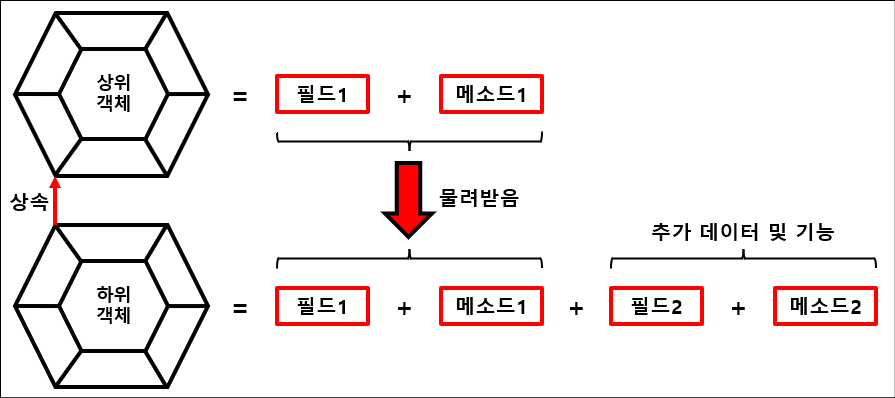 상위
객체
= 필드1 + 메소드1
상속
물려받음
추가 데이터 및 기능
하위
객체
= 필드1 + 메소드1 + 필드2 + 메소드2